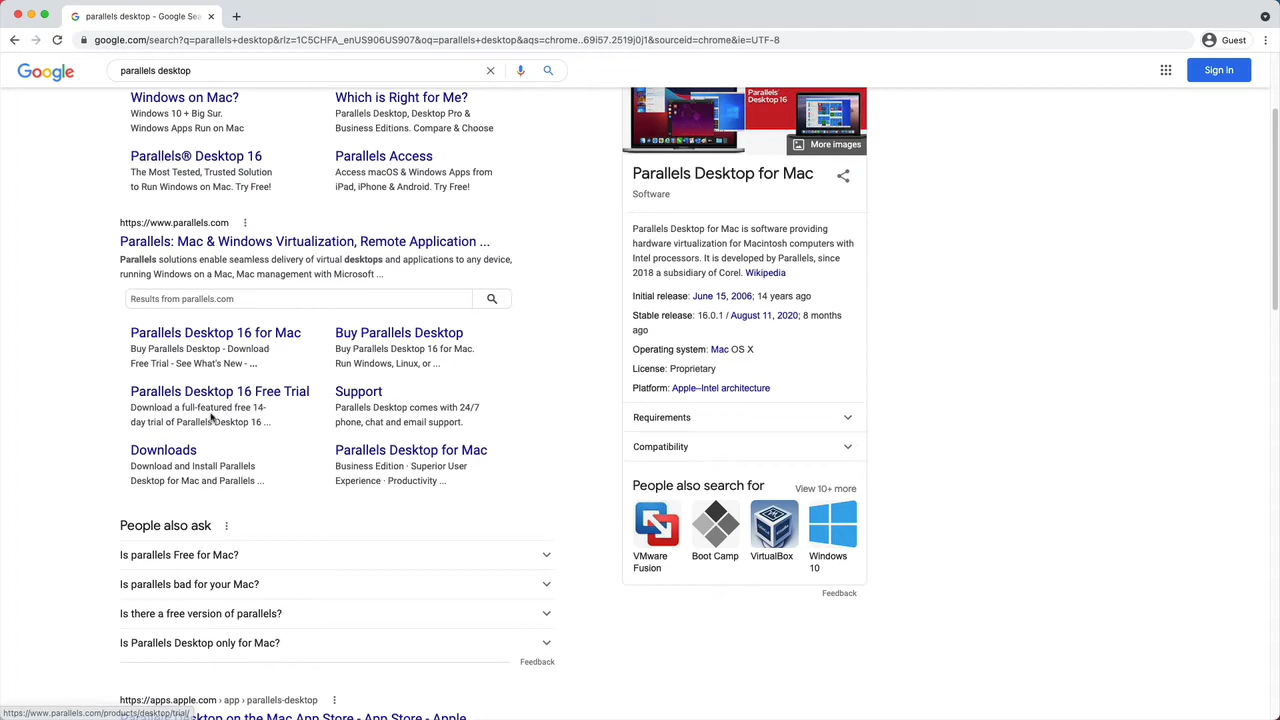 parallels desktop - Google Sea
google.com/search?q=parallels+desktop&rlz=1C5CHFA_enUS906US907&oq=parallels+desktop&aqs=chrome..69i57.2519j0j1&sourceid=chrome&ie=UTF-8
Guest
Google
parallels desktop
Sign in
Windows on Mac?
Windows 10 + Big Sur.
Windows Apps Run on Mac
Which is Right for Me?
Parallels Desktop, Desktop Pro &
Business Editions. Compare & Choose
Parallels® Desktop 16
The Most Tested, Trusted Solution
to Run Windows on Mac. Try Free!
Parallels Access
Access macOS & Windows Apps from
iPad, iPhone & Android. Try Free!
https://www.parallels.com
Parallels: Mac & Windows Virtualization, Remote Application ...
Parallels solutions enable seamless delivery of virtual desktops and applications to any device,
running Windows on a Mac, Mac management with Microsoft ...
Results from parallels.com
Parallels Desktop 16 for Mac
Buy Parallels Desktop - Download
Free Trial - See What's New - ...
Buy Parallels Desktop
Buy Parallels Desktop 16 for Mac.
Run Windows, Linux, or ...
Parallels Desktop 16 Free Trial
Download a full-featured free 14-
day trial of Parallels Desktop 16 ...
Support
Parallels Desktop comes with 24/7
phone, chat and email support.
Downloads
Download and Install Parallels
Desktop for Mac and Parallels ...
Parallels Desktop for Mac
Business Edition · Superior User
Experience · Productivity ...
People also ask
Is parallels Free for Mac?
Is parallels bad for your Mac?
Is there a free version of parallels?
Is Parallels Desktop only for Mac?
Feedback
https://apps.apple.com › app › parallels-desktop
Desktop on the Mac App Store - App Store - Apple
https://www.parallels.com/products/desktop/trial/
Parallels
Desktop 16
More images
Parallels Desktop for Mac
Software
Parallels Desktop for Mac is software providing
hardware virtualization for Macintosh computers with
Intel processors. It is developed by Parallels, since
2018 a subsidiary of Corel. Wikipedia
Initial release: June 15, 2006; 14 years ago
Stable release: 16.0.1 / August 11, 2020; 8 months
ago
Operating system: Mac OS X
License: Proprietary
Platform: Apple–Intel architecture
Requirements
Compatibility
People also search for
View 10+ more
VMware
Fusion
Boot Camp
VirtualBox
Windows
10
Feedback